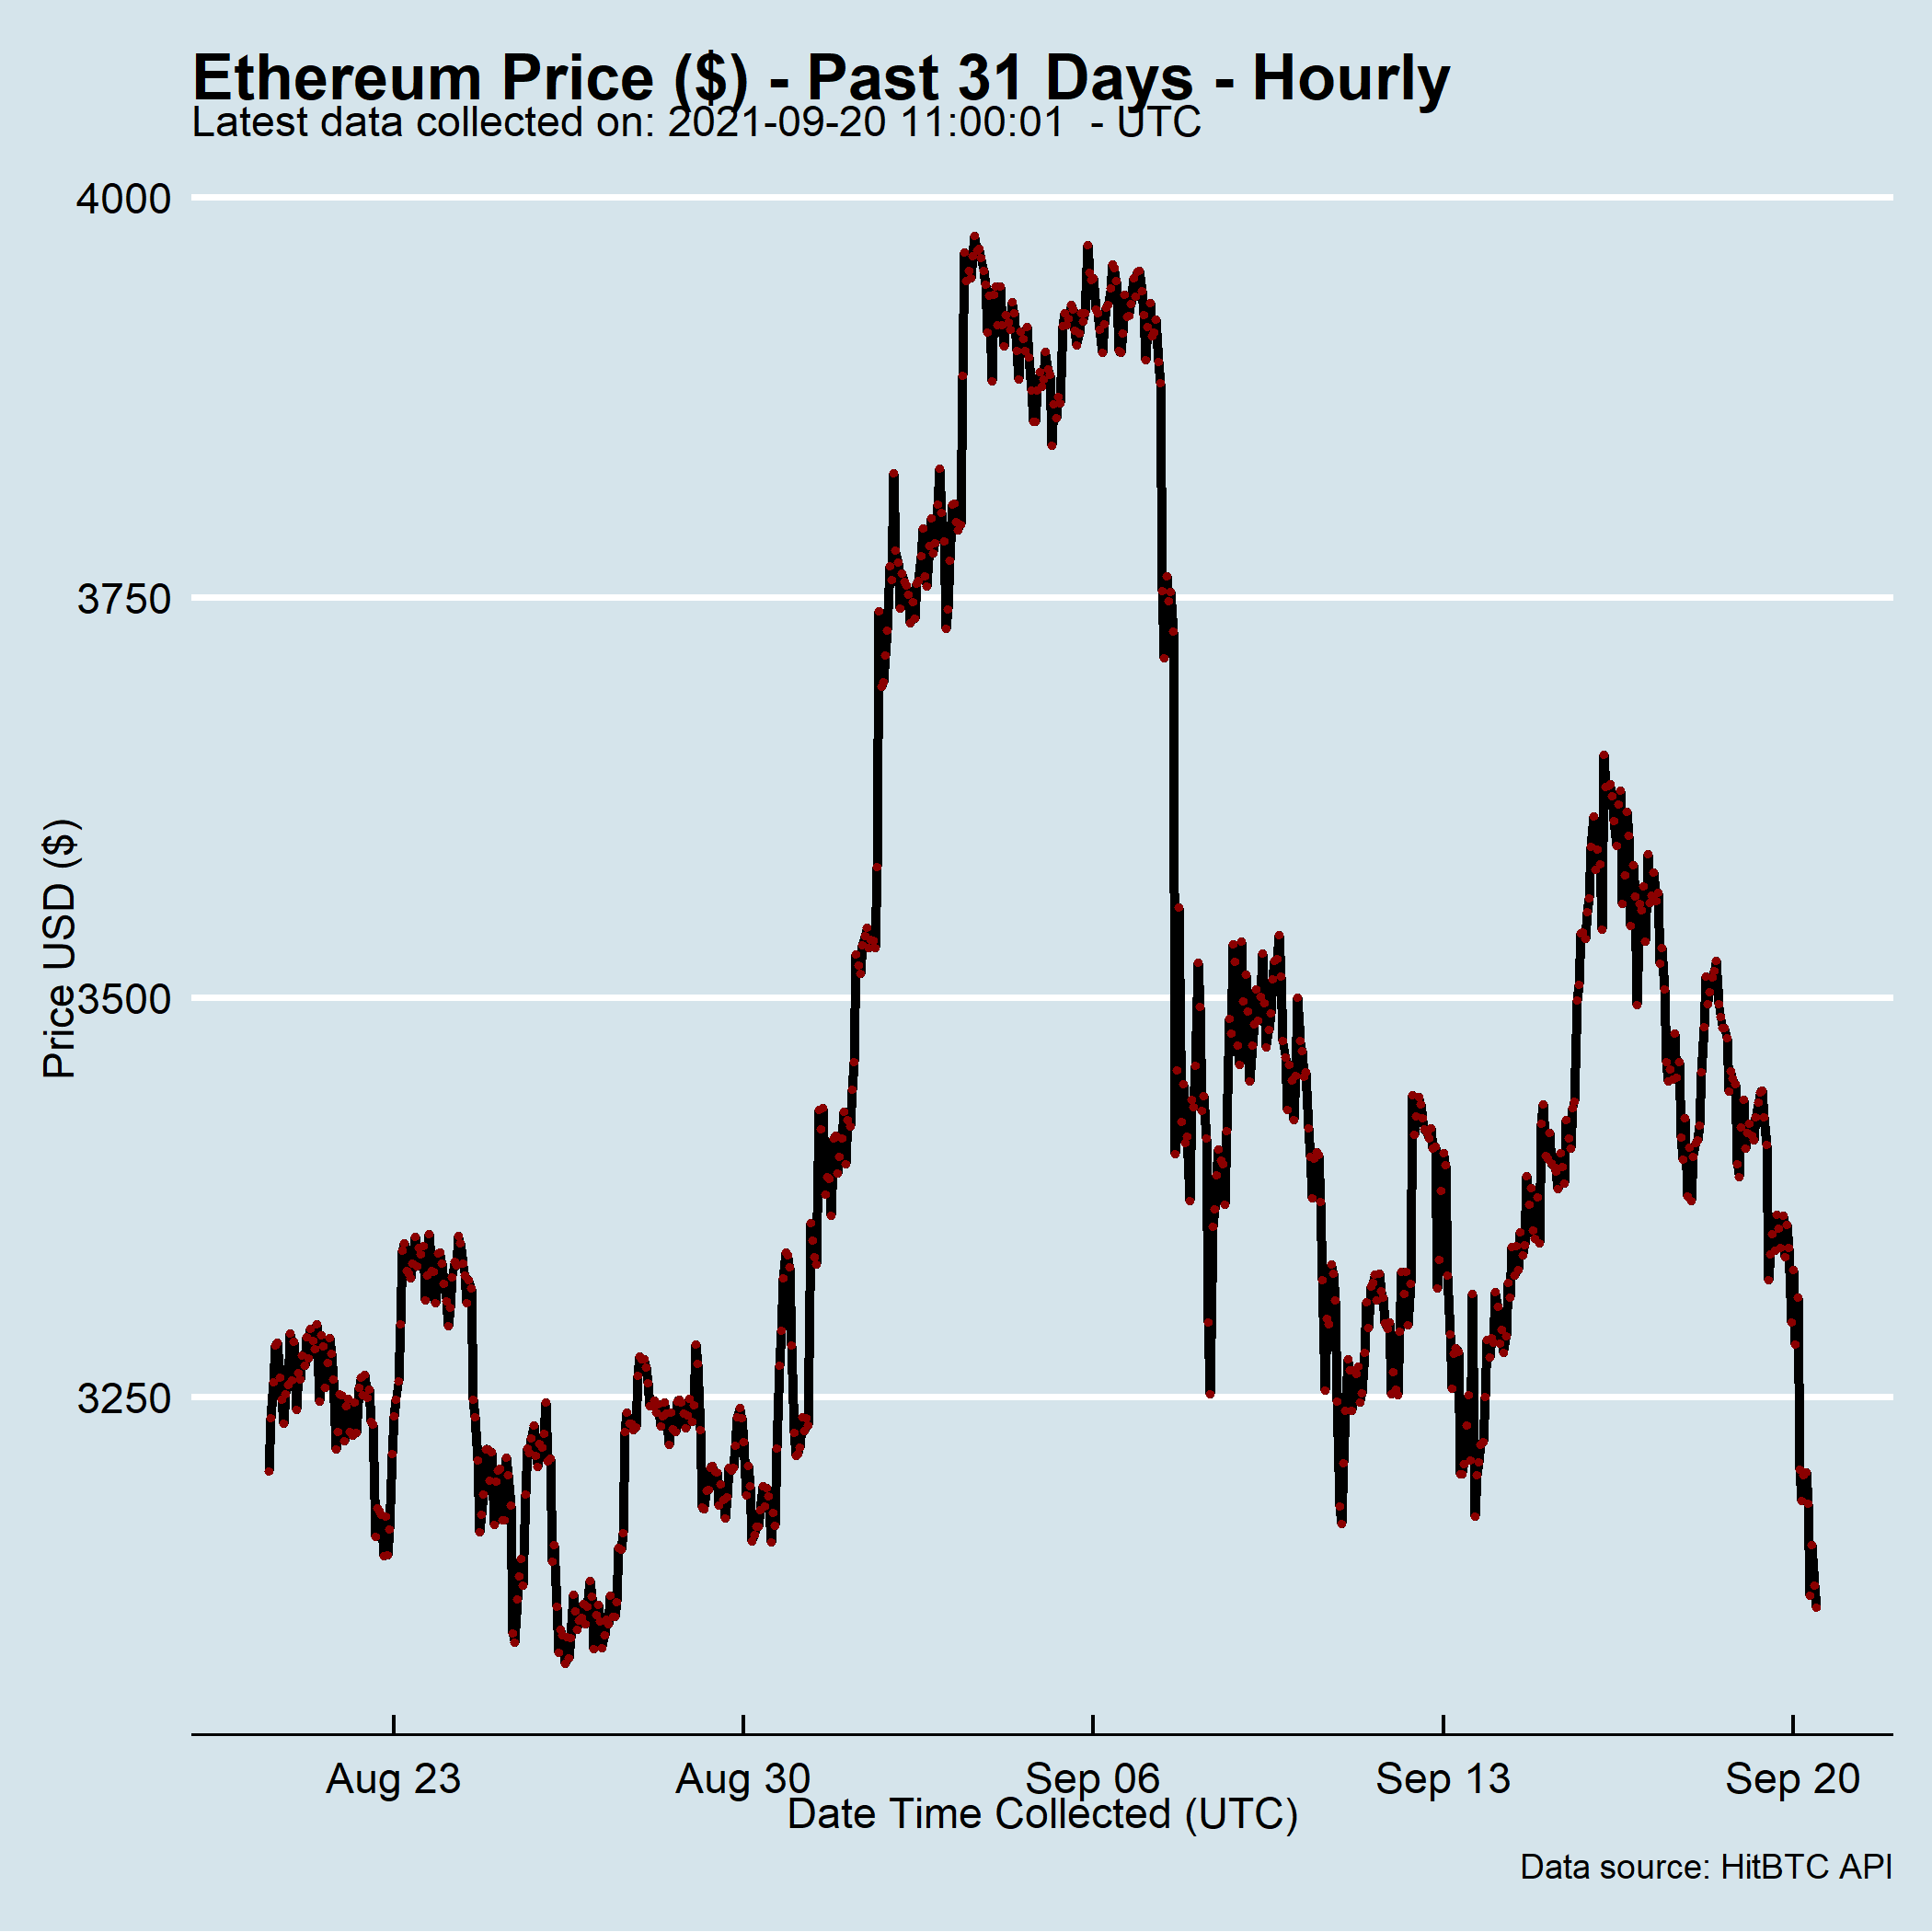 Ethereum Price ($) - Past 31 Days - Hourly
Latest data collected on: 2021-09-20 11:00:01  - UTC
4000
3750
3500
3250
Price USD ($)
Aug 23
Aug 30
Sep 06
Sep 13
Sep 20
Date Time Collected (UTC)
Data source: HitBTC API